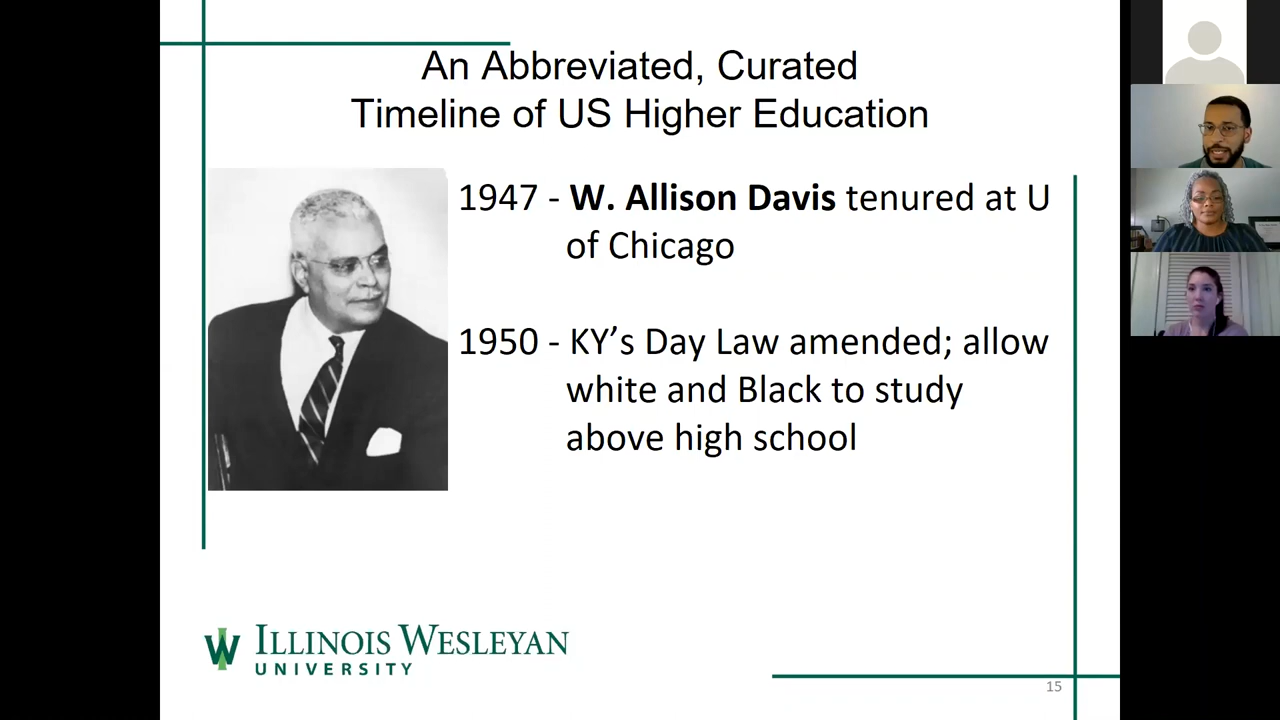 An Abbreviated, Curated
Timeline of US Higher Education
1947 - W. Allison Davis tenured at U
of Chicago
1950 - KY’s Day Law amended; allow
white and Black to study
above high school
ILLINOIS WESLEYAN
UNIVERSITY
15